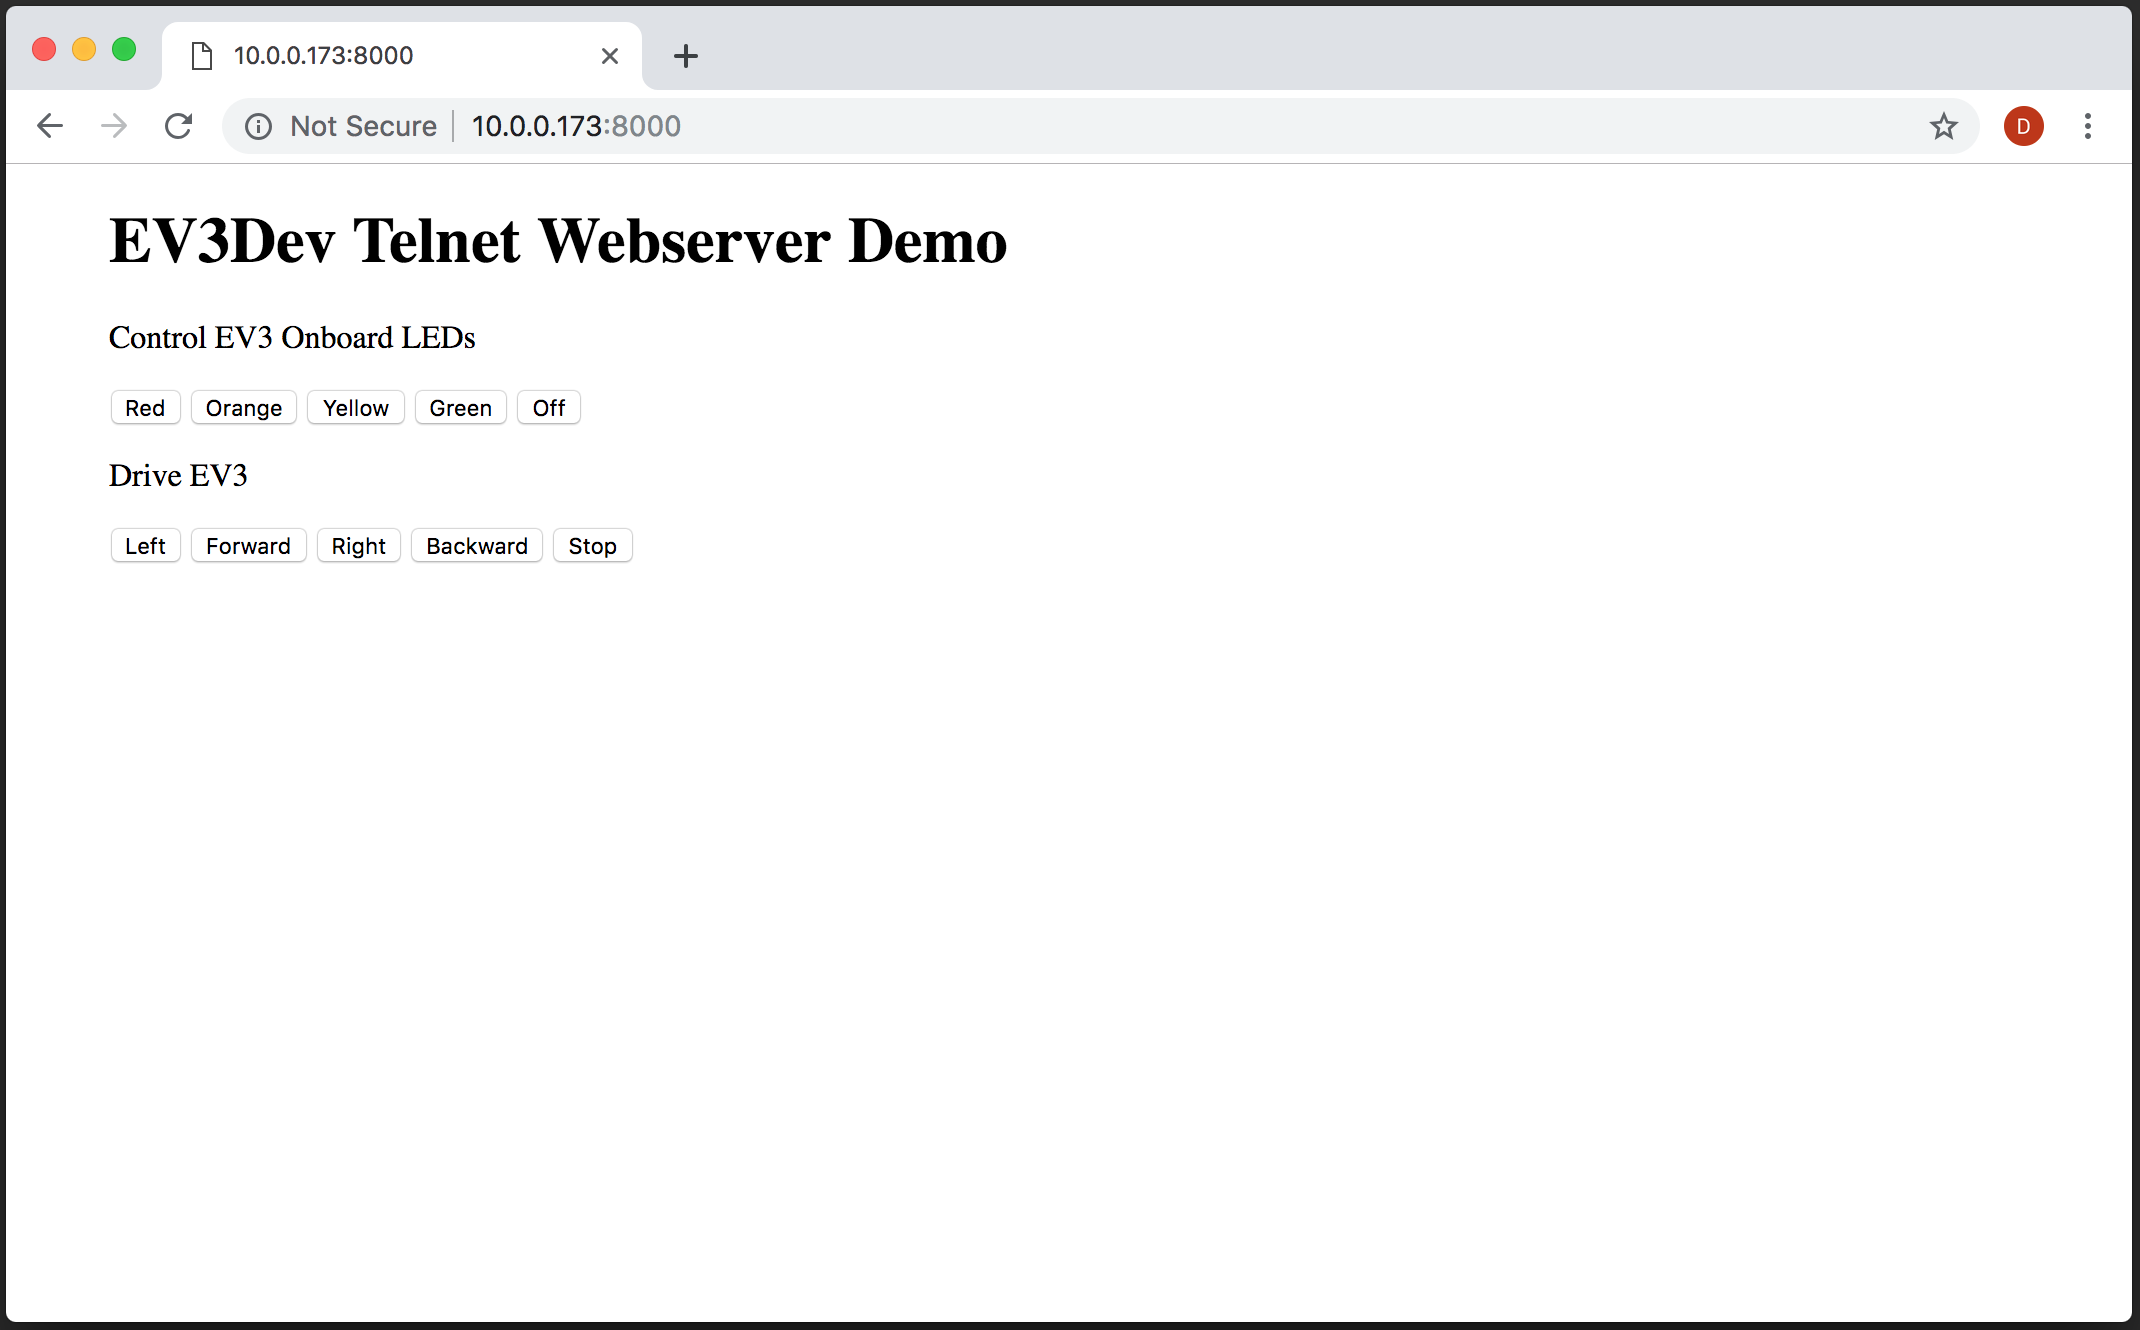 10.0.0.173:8000
Not Secure 10.0.0.173:8000 D
EV3Dev Telnet Webserver Demo
Control EV3 Onboard LEDs
Red Orange Yellow Green Off
Drive EV3
Left Forward Right Backward Stop